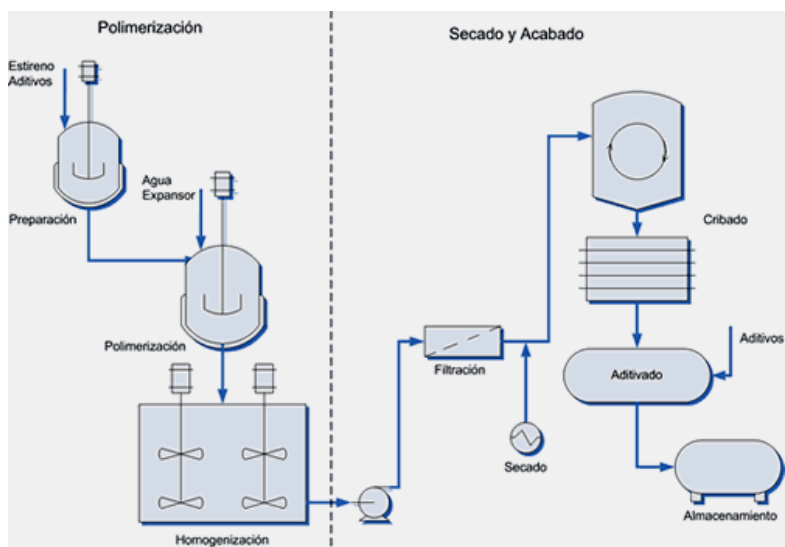 Polimerización
Secado y Acabado
Estireno
Aditivos
Preparación
Agua
Expansor
Polimerización
Homogenización
Filtración
Secado
Cribado
Aditivos
Aditivado
Almacenamiento